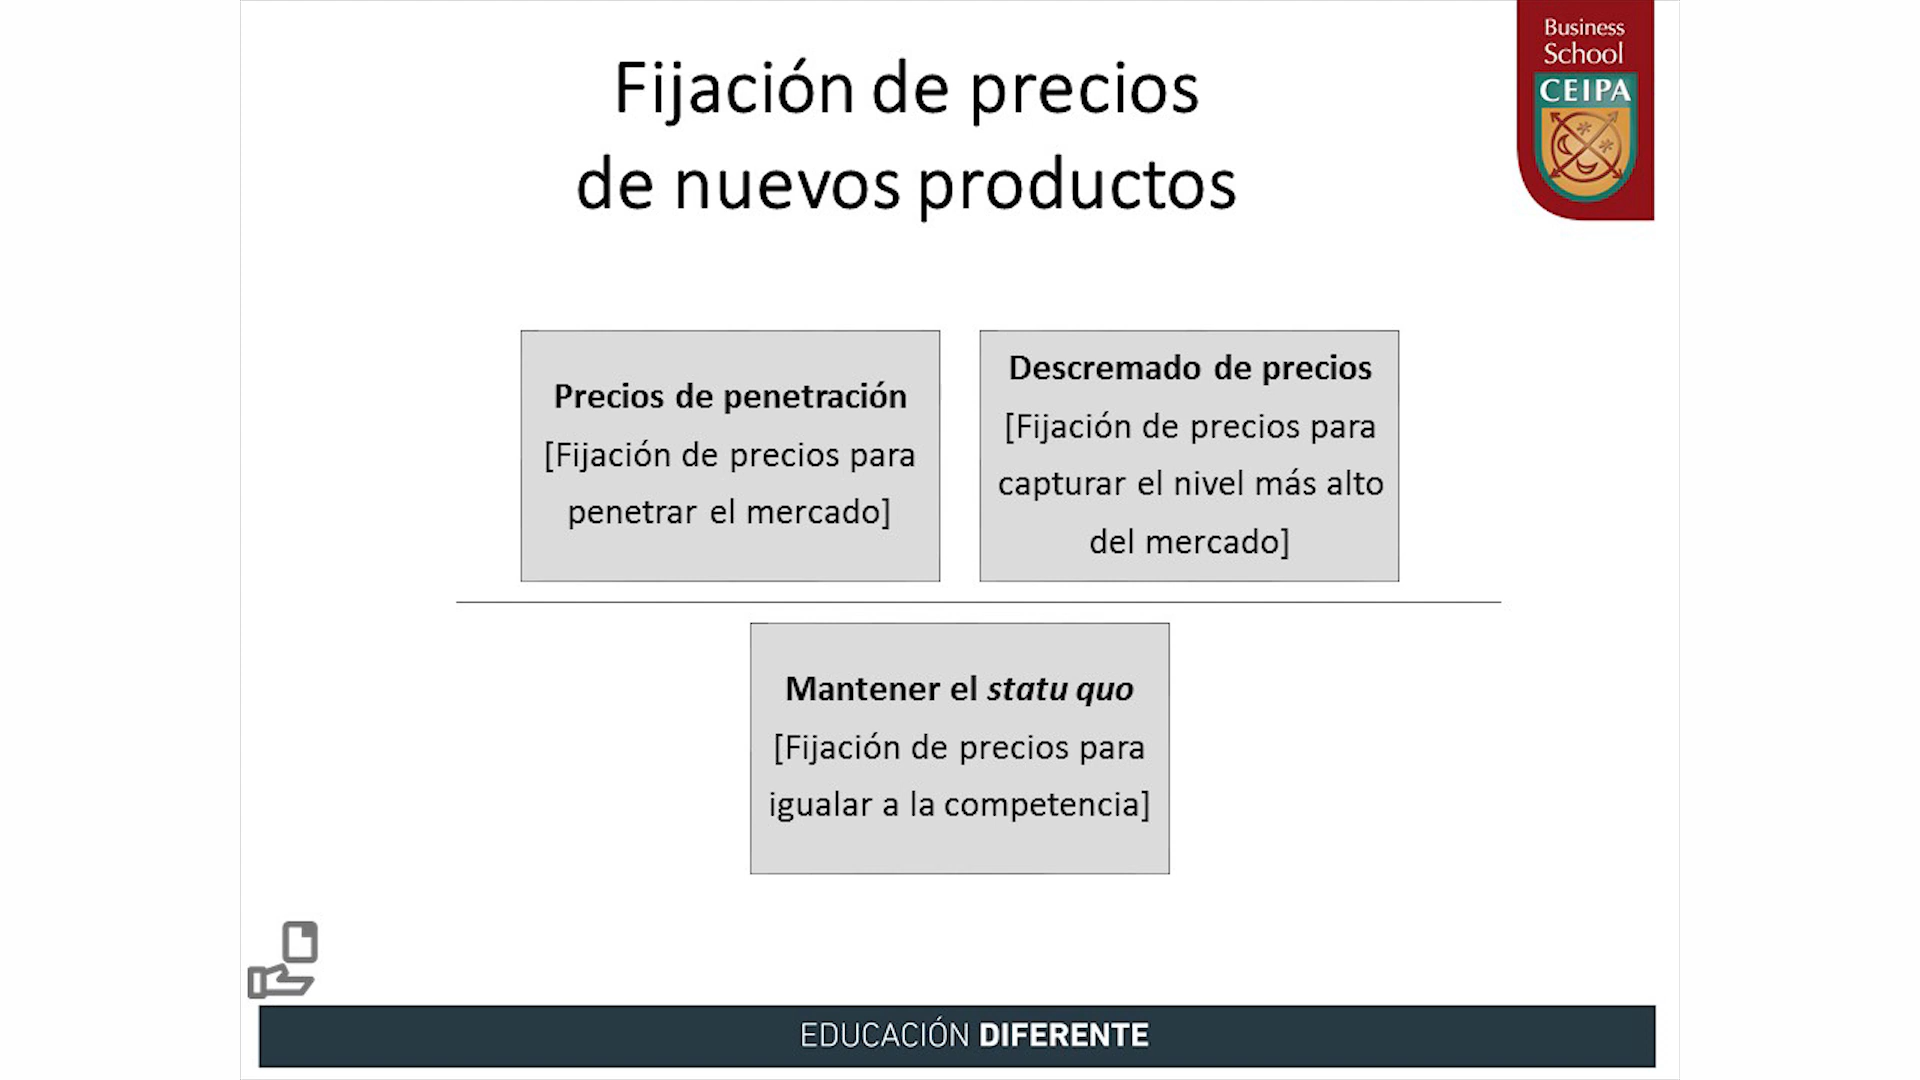 Fijación de precios
de nuevos productos
Business
School
CEIPA
Precios de penetración
[Fijación de precios para
penetrar el mercado]
Descremado de precios
[Fijación de precios para
capturar el nivel más alto
del mercado]
Mantener el statu quo
[Fijación de precios para
igualar a la competencia]
EDUCACIÓN DIFERENTE